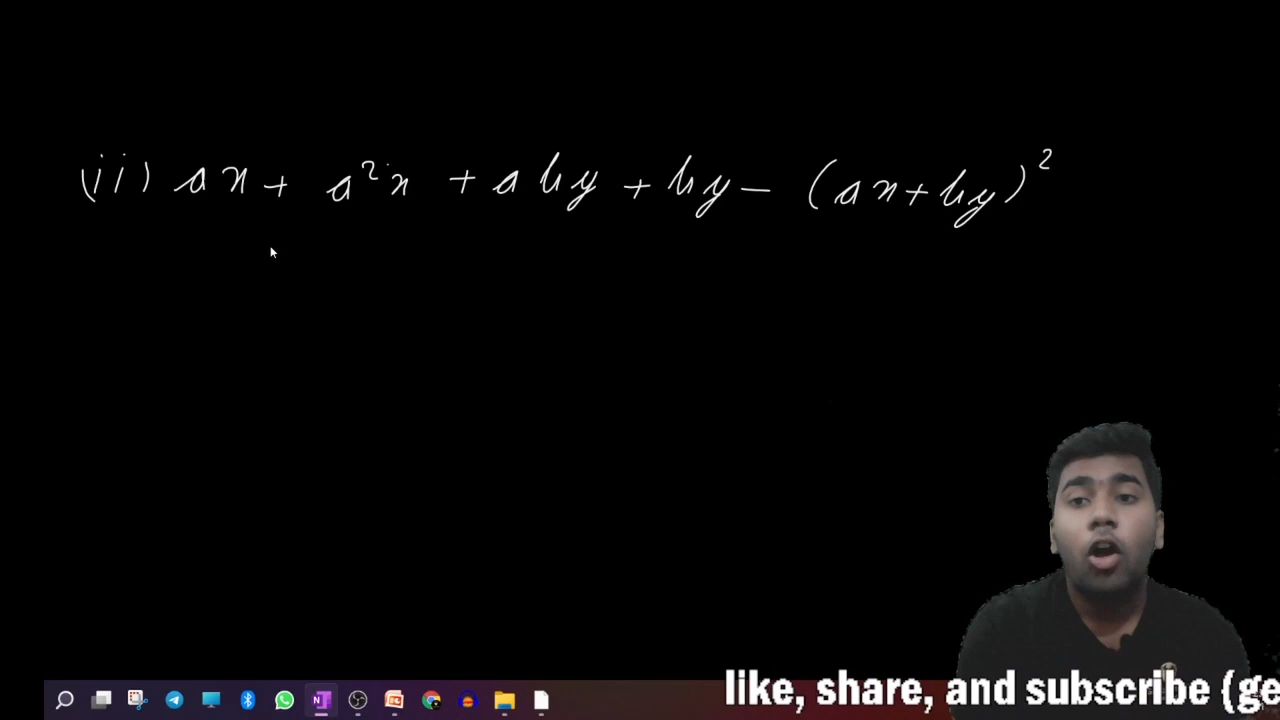 (ii) ax + a²x + aby + by - (ax+by)²
like, share, and subscribe (ge